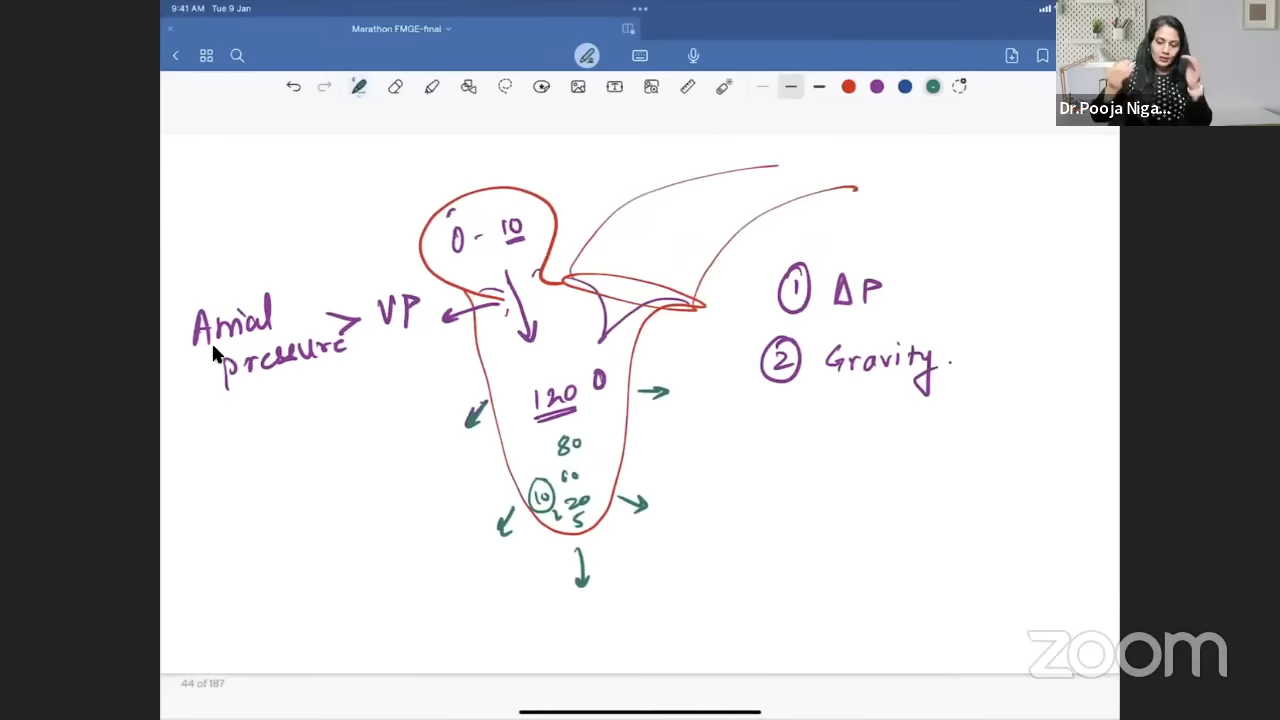 9:41 AM Tue 9 Jan
Marathon FMGE-final
Dr.Pooja Niga...
0 - 10
Atrial pressure > VP
① ΔP
② Gravity.
120 0
80
60
10 20
2 5
zoom
44 of 187